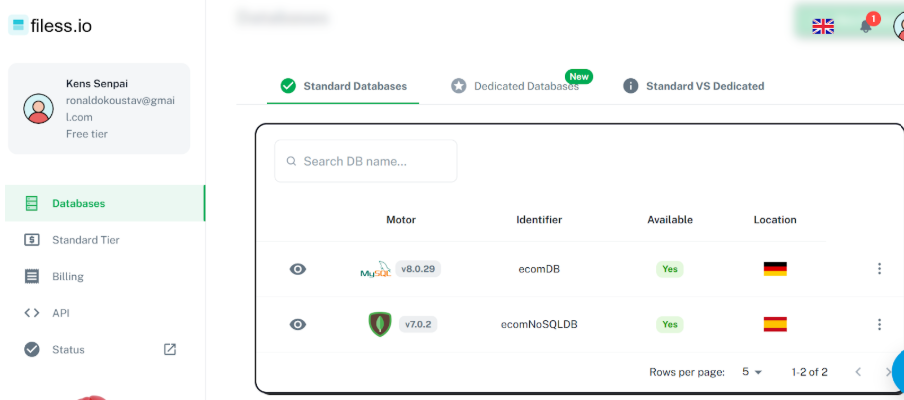 filess.io
Databases
1
Kens Senpai
ronaldokoustav@gmai
l.com
Free tier
Standard Databases
Dedicated Databases
New
Standard VS Dedicated
Search DB name...
Databases
Standard Tier
Billing
API
Status
Motor Identifier Available Location
MySQL v8.0.29 ecomDB Yes
v7.0.2 ecomNoSQLDB Yes
Rows per page: 5 1-2 of 2